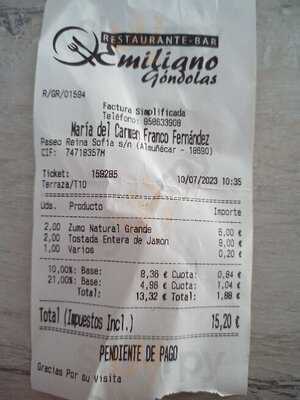 RESTAURANTE-BAR
Emiliano
Góndolas
R/GR/01594
Factura Simplificada
Teléfono: 958633908
María del Carmen Franco Fernández
Paseo Reina Sofia s/n (Almuñécar - 18690)
CIF: 74718357M
Ticket: 159285 10/07/2023 10:35
Terraza/T10
Uds. Producto Importe
2,00 Zumo Natural Grande 6,00 €
2,00 Tostada Entera de Jamón 9,00 €
1,00 Varios 0,20 €
10,00% Base: 8,36 € Cuota: 0,84 €
21,00% Base: 4,96 € Cuota: 1,04 €
Total: 13,32 € Total: 1,88 €
Total (Impuestos Incl.) 15,20 €
PENDIENTE DE PAGO
Gracias Por su Visita